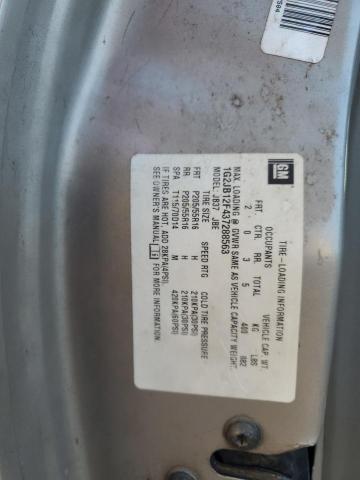 GM
TIRE-LOADING INFORMATION
OCCUPANTS VEHICLE CAP. WT.
FRT. CTR. RR. TOTAL KG LBS
2 0 3 5 400 882
MAX. LOADING @ GVWR SAME AS VEHICLE CAPACITY WEIGHT.
1G2JB12F437288563
MODEL: JB37 JBE
TIRE SIZE SPEED RTG COLD TIRE PRESSURE
FRT P205/55R16 H 210KPA(30PSI)
RR P205/55R16 H 210KPA(30PSI)
SPA T115/70D14 M 420KPA(60PSI)
IF TIRES ARE HOT, ADD 28KPA(4PSI).
SEE OWNER'S MANUAL FOR MORE INFORMATION.